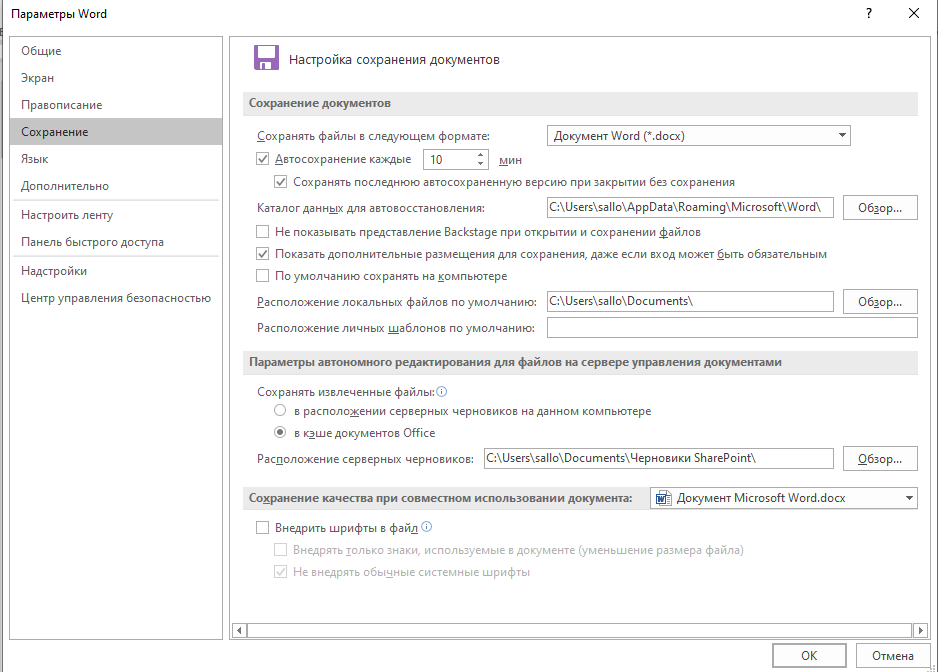 Параметры Word
?
Общие
Экран
Правописание
Сохранение
Язык
Дополнительно
Настроить ленту
Панель быстрого доступа
Надстройки
Центр управления безопасностью
Настройка сохранения документов
Сохранение документов
Сохранять файлы в следующем формате: Документ Word (*.docx)
Автосохранение каждые 10 мин
Сохранять последнюю автосохраненную версию при закрытии без сохранения
Каталог данных для автовосстановления: C:\Users\sallo\AppData\Roaming\Microsoft\Word\ Обзор...
Не показывать представление Backstage при открытии и сохранении файлов
Показать дополнительные размещения для сохранения, даже если вход может быть обязательным
По умолчанию сохранять на компьютере
Расположение локальных файлов по умолчанию: C:\Users\sallo\Documents\ Обзор...
Расположение личных шаблонов по умолчанию:
Параметры автономного редактирования для файлов на сервере управления документами
Сохранять извлеченные файлы:
в расположении серверных черновиков на данном компьютере
в кэше документов Office
Расположение серверных черновиков: C:\Users\sallo\Documents\Черновики SharePoint\ Обзор...
Сохранение качества при совместном использовании документа: Документ Microsoft Word.docx
Внедрить шрифты в файл
Внедрять только знаки, используемые в документе (уменьшение размера файла)
Не внедрять обычные системные шрифты
ОК Отмена